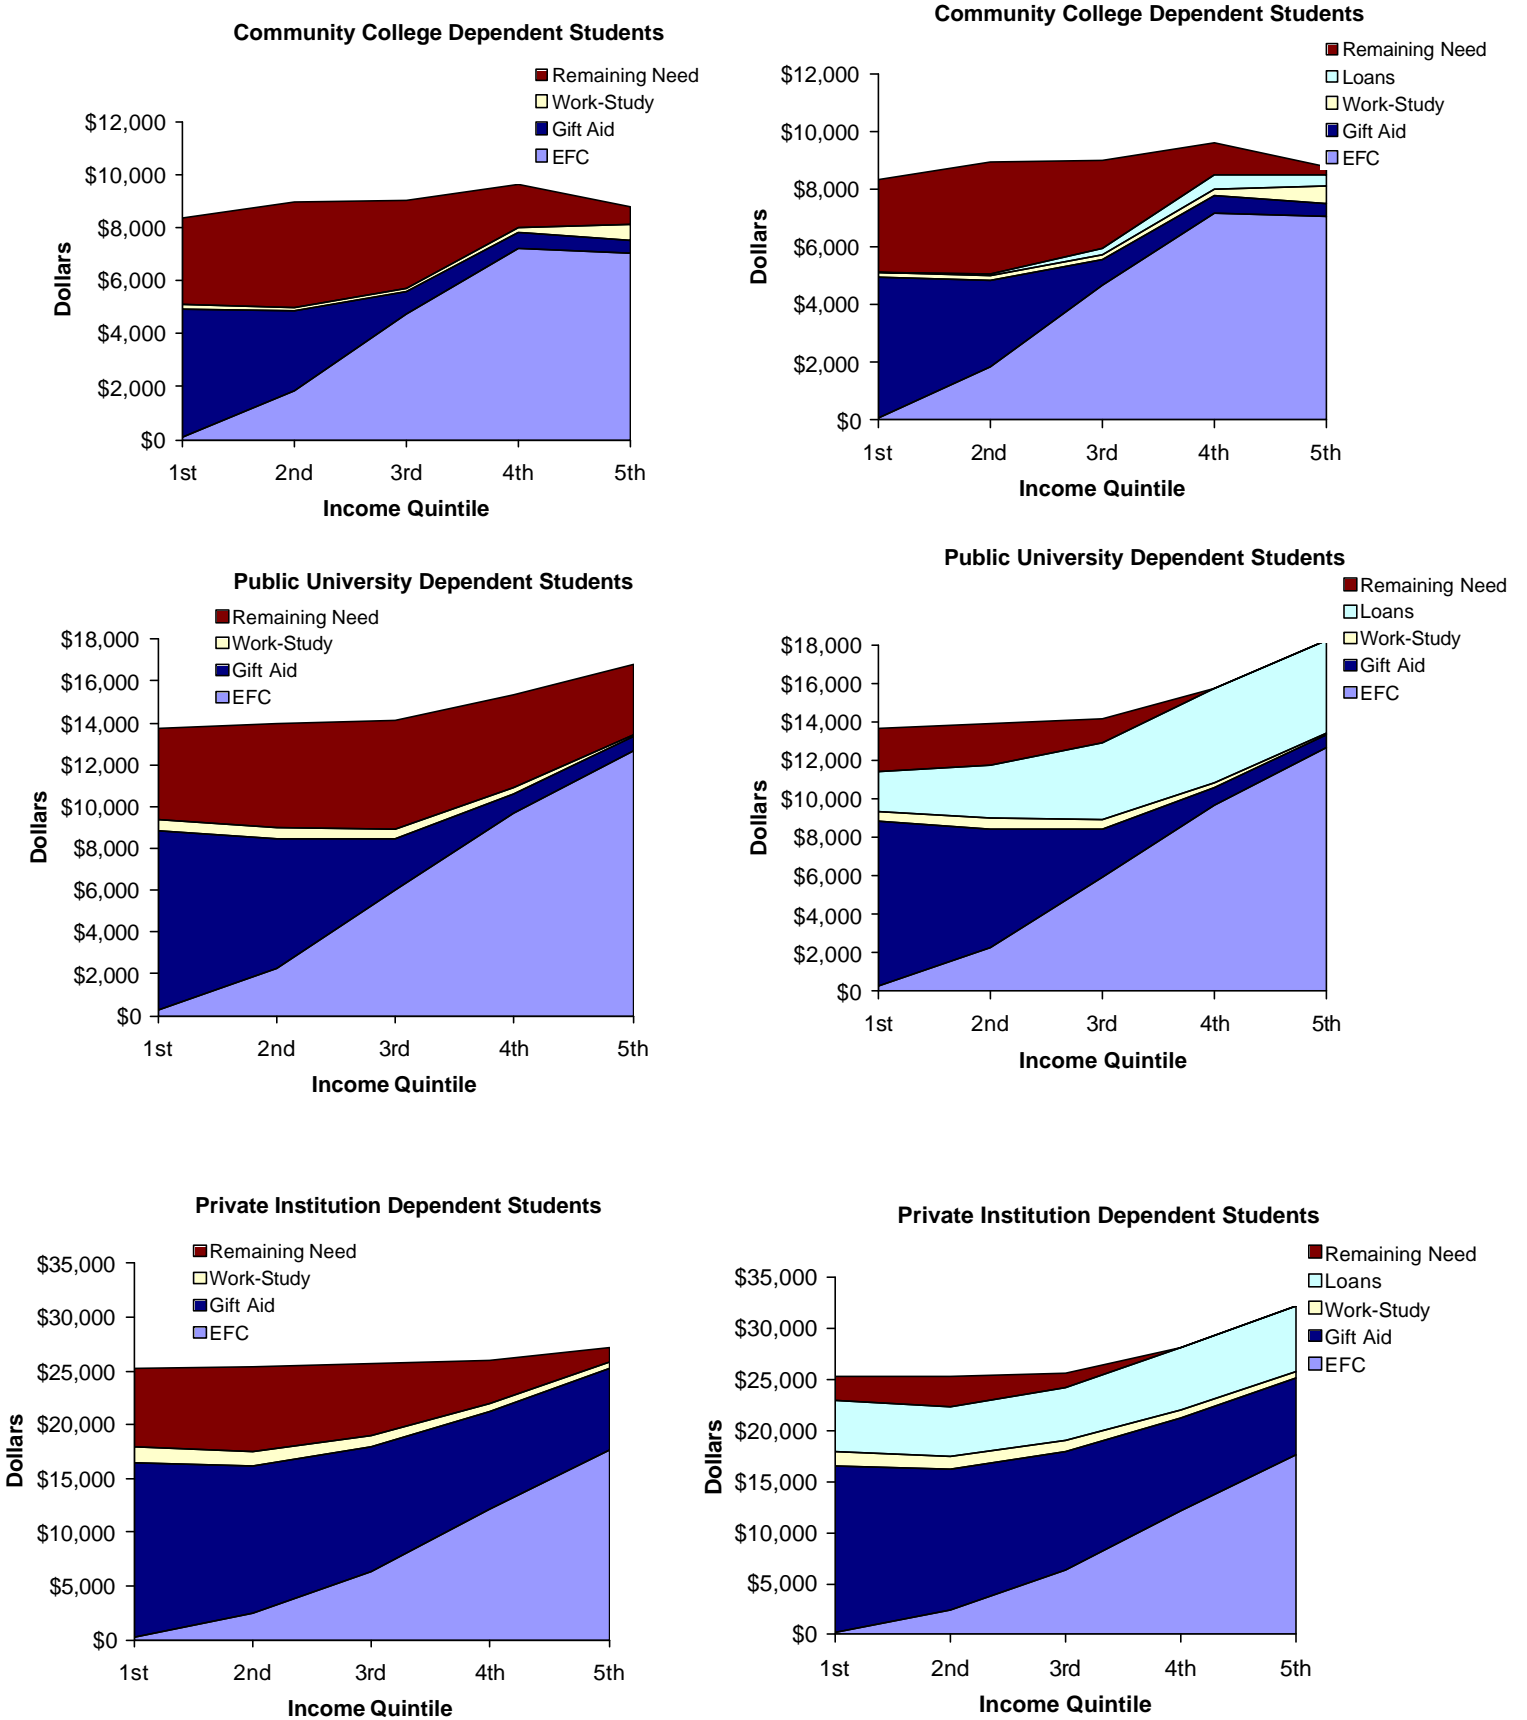 Community College Dependent Students
Remaining Need
Work-Study
Gift Aid
EFC
$12,000
$10,000
$8,000
$6,000
$4,000
$2,000
$0
Dollars
1st 2nd 3rd 4th 5th
Income Quintile
Community College Dependent Students
Remaining Need
Loans
Work-Study
Gift Aid
EFC
$12,000
$10,000
$8,000
$6,000
$4,000
$2,000
$0
Dollars
1st 2nd 3rd 4th 5th
Income Quintile
Public University Dependent Students
Remaining Need
Work-Study
Gift Aid
EFC
$18,000
$16,000
$14,000
$12,000
$10,000
$8,000
$6,000
$4,000
$2,000
$0
Dollars
1st 2nd 3rd 4th 5th
Income Quintile
Public University Dependent Students
Remaining Need
Loans
Work-Study
Gift Aid
EFC
$18,000
$16,000
$14,000
$12,000
$10,000
$8,000
$6,000
$4,000
$2,000
$0
Dollars
1st 2nd 3rd 4th 5th
Income Quintile
Private Institution Dependent Students
Remaining Need
Work-Study
Gift Aid
EFC
$35,000
$30,000
$25,000
$20,000
$15,000
$10,000
$5,000
$0
Dollars
1st 2nd 3rd 4th 5th
Income Quintile
Private Institution Dependent Students
Remaining Need
Loans
Work-Study
Gift Aid
EFC
$35,000
$30,000
$25,000
$20,000
$15,000
$10,000
$5,000
$0
Dollars
1st 2nd 3rd 4th 5th
Income Quintile